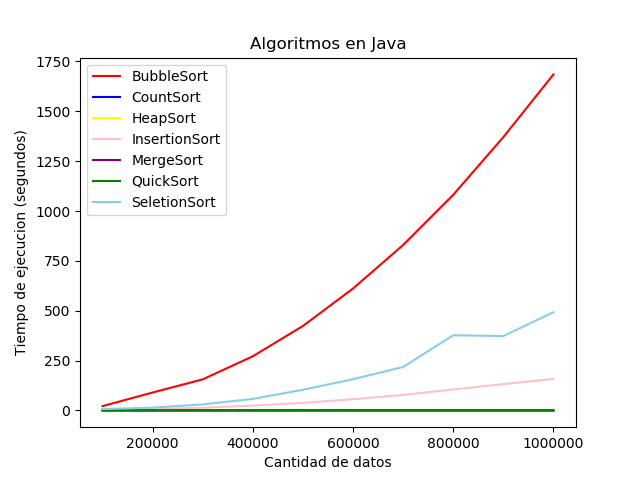 Algoritmos en Java
1750
1500
1250
1000
750
500
250
0
Tiempo de ejecucion (segundos)
BubbleSort
CountSort
HeapSort
InsertionSort
MergeSort
QuickSort
SeletionSort
200000 400000 600000 800000 1000000
Cantidad de datos